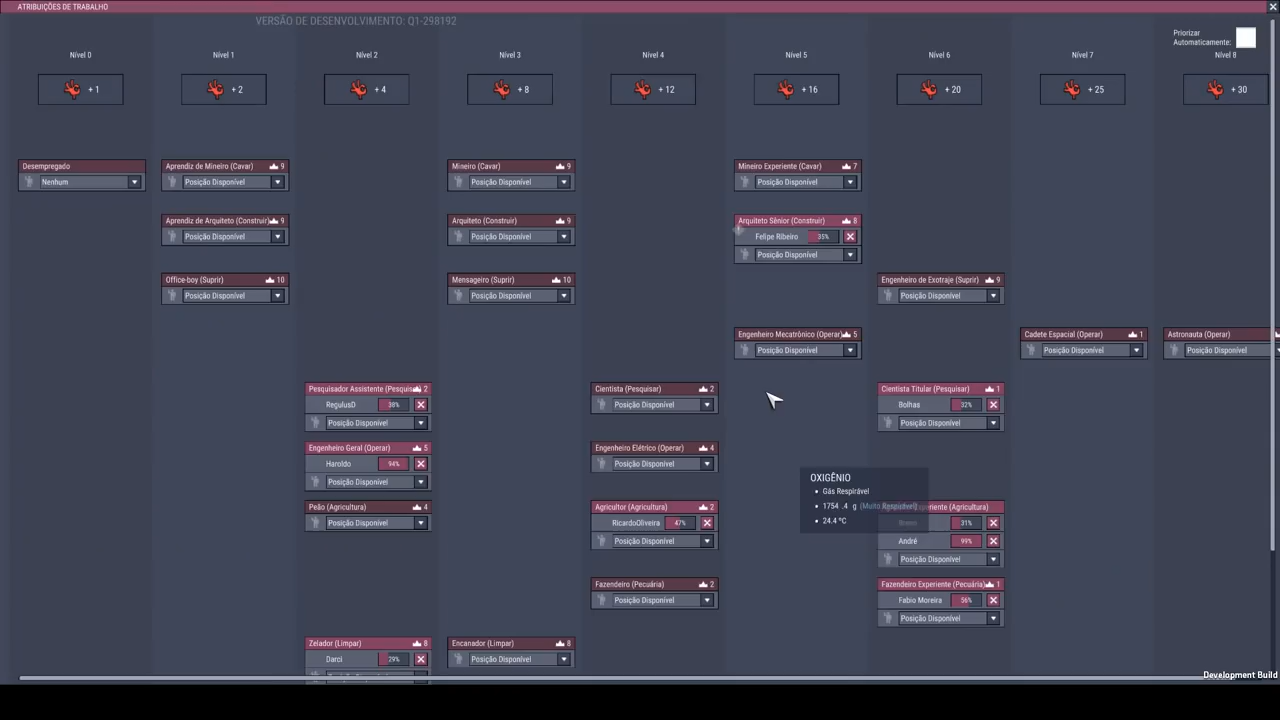 ATRIBUIÇÕES DE TRABALHO
VERSÃO DE DESENVOLVIMENTO: Q1-298192
Priorizar
Automaticamente:
Nível 0 Nível 1 Nível 2 Nível 3 Nível 4 Nível 5 Nível 6 Nível 7 Nível 8
+ 1 + 2 + 4 + 8 + 12 + 16 + 20 + 25 + 30
Desempregado Aprendiz de Mineiro (Cavar) 9 Mineiro (Cavar) 9 Mineiro Experiente (Cavar) 7
Nenhum Posição Disponível Posição Disponível Posição Disponível
Aprendiz de Arquiteto (Construir) 9 Arquiteto (Construir) 9 Arquiteto Sênior (Construir) 8
Posição Disponível Posição Disponível Felipe Ribeiro 35%
Posição Disponível
Office-boy (Suprir) 10 Mensageiro (Suprir) 10 Engenheiro de Exotraje (Suprir) 9
Posição Disponível Posição Disponível Posição Disponível
Engenheiro Mecatrônico (Operar) 5 Cadete Espacial (Operar) 1 Astronauta (Operar)
Posição Disponível Posição Disponível Posição Disponível
Pesquisador Assistente (Pesquisa 2 Cientista (Pesquisar) 2 Cientista Titular (Pesquisar) 1
RegulusD 38% Posição Disponível Bolhas 32%
Posição Disponível Posição Disponível
Engenheiro Geral (Operar) 5 Engenheiro Elétrico (Operar) 4
Haroldo 94% Posição Disponível
Posição Disponível
OXIGÊNIO
Gás Respirável
1754 .4 g (Muito Respirável)
24.4 ºC
Peão (Agricultura) 4 Agricultor (Agricultura) 2 Experiente (Agricultura)
Posição Disponível RicardoOliveira 47% 31%
Posição Disponível André 99%
Posição Disponível
Fazendeiro (Pecuária) 2 Fazendeiro Experiente (Pecuária) 1
Posição Disponível Fabio Moreira 56%
Posição Disponível
Zelador (Limpar) 8 Encanador (Limpar) 8
Darci 29% Posição Disponível
Development Build